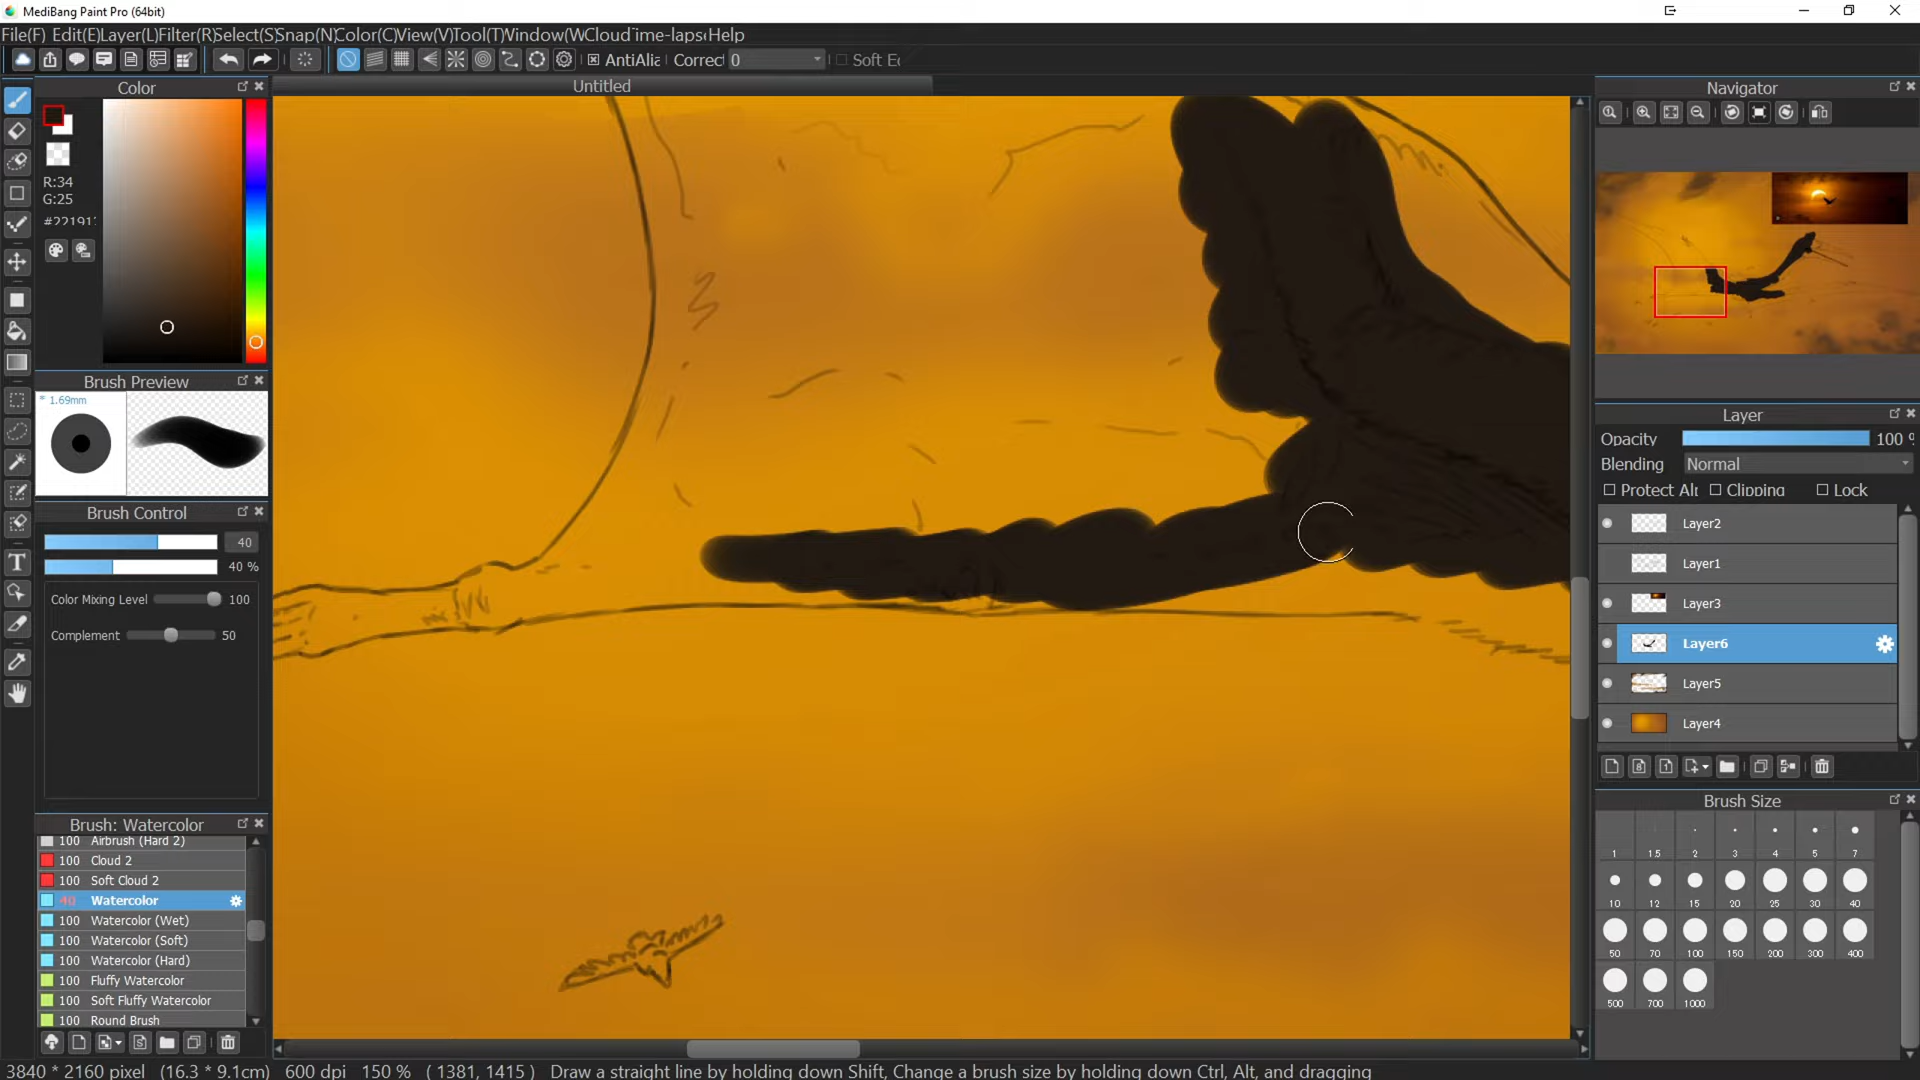 MediBang Paint Pro (64bit)
File(F) Edit(E)Layer(L)Filter(RSelect(S)Snap(N)Color(C)View(V)Tool(T)Window(WCloud Time-lapse Help
AntiAlia Correct 0 Soft Ec
Untitled
Color
R:34
G:25
#221917
Brush Preview
* 1.69mm
Brush Control
40
40 %
Color Mixing Level 100
Complement 50
Brush: Watercolor
100 Airbrush (Hard 2)
100 Cloud 2
100 Soft Cloud 2
40 Watercolor
100 Watercolor (Wet)
100 Watercolor (Soft)
100 Watercolor (Hard)
100 Fluffy Watercolor
100 Soft Fluffy Watercolor
100 Round Brush
Navigator
Layer
Opacity 100 %
Blending Normal
Protect Alp Clipping Lock
Layer2
Layer1
Layer3
Layer6
Layer5
Layer4
Brush Size
1 1.5 2 3 4 5 7
10 12 15 20 25 30 40
50 70 100 150 200 300 400
500 700 1000
3840 * 2160 pixel (16.3 * 9.1cm) 600 dpi 150 % ( 1381, 1415 ) Draw a straight line by holding down Shift, Change a brush size by holding down Ctrl, Alt, and dragging